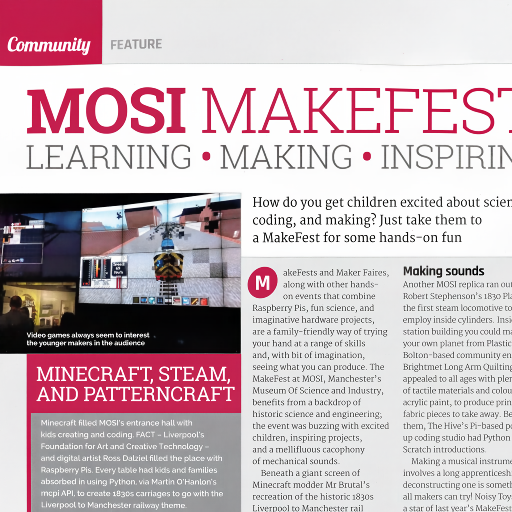 Community FEATURE
MOSI MAKEFEST
LEARNING • MAKING • INSPIRIN
How do you get children excited about scien
coding, and making? Just take them to
a MakeFest for some hands-on fun
Video games always seem to interest
the younger makers in the audience
MINECRAFT, STEAM,
AND PATTERNCRAFT
Minecraft filled MOSI's entrance hall with
kids creating and coding. FACT – Liverpool's
Foundation for Art and Creative Technology –
and digital artist Ross Dalziel filled the place with
Raspberry Pis. Every table had kids and families
absorbed in using Python, via Martin O'Hanlon's
mcpi API, to create 1830s carriages to go with the
Liverpool to Manchester railway theme.
MakeFests and Maker Faires,
along with other hands-
on events that combine
Raspberry Pis, fun science, and
imaginative hardware projects,
are a family-friendly way of trying
your hand at a range of skills
and, with bit of imagination,
seeing what you can produce. The
MakeFest at MOSI, Manchester's
Museum Of Science and Industry,
benefits from a backdrop of
historic science and engineering;
the event was buzzing with excited
children, inspiring projects,
and a mellifluous cacophony
of mechanical sounds.
Beneath a giant screen of
Minecraft modder Mr Brutal's
recreation of the historic 1830s
Liverpool to Manchester rail
Making sounds
Another MOSI replica ran out
Robert Stephenson's 1830 Pla
the first steam locomotive to
employ inside cylinders. Insi
station building you could ma
your own planet from Plastic
Bolton-based community en
Brightmet Long Arm Quilting
appealed to all ages with plen
of tactile materials and colou
acrylic paint, to produce prin
fabric pieces to take away. Be
them, The Hive's Pi-based po
up coding studio had Python
Scratch introductions.
Making a musical instrume
involves a long apprenticesh
deconstructing one is someth
all makers can try! Noisy Toy
a star of last year's MakeFest